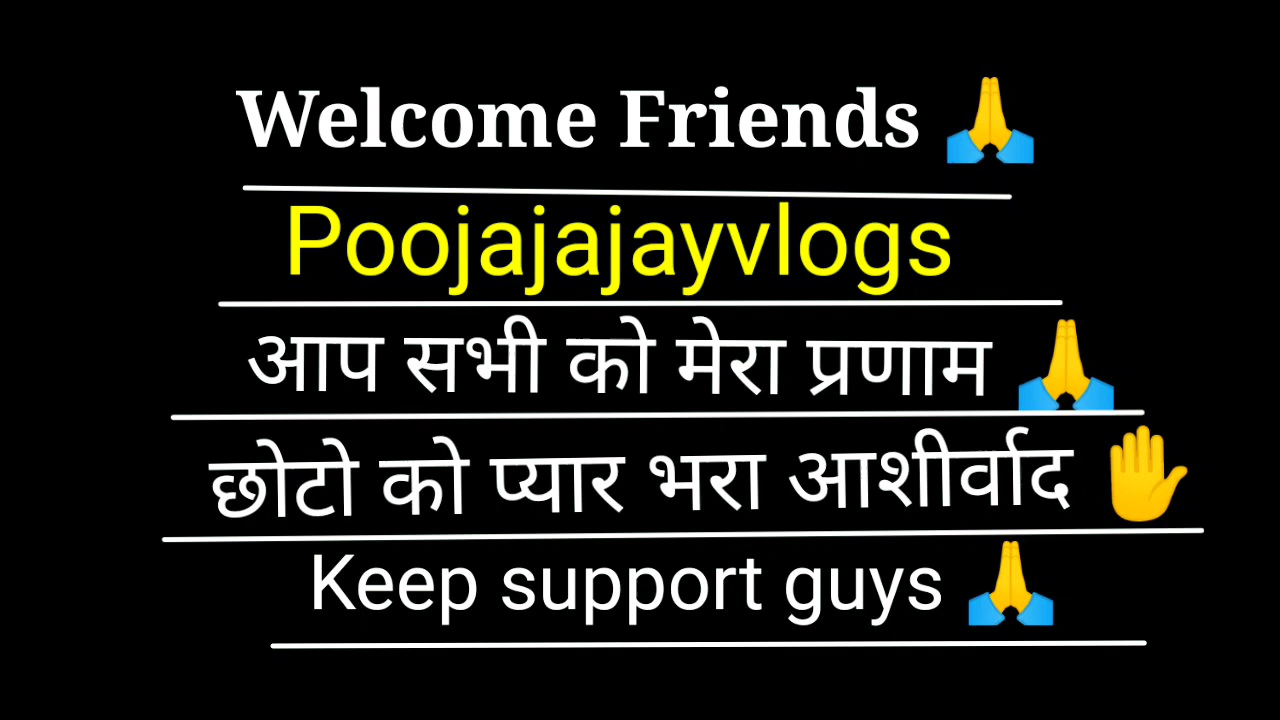 Welcome Friends 🙏
Poojajajayvlogs
आप सभी को मेरा प्रणाम 🙏
छोटो को प्यार भरा आशीर्वाद ✋
Keep support guys 🙏